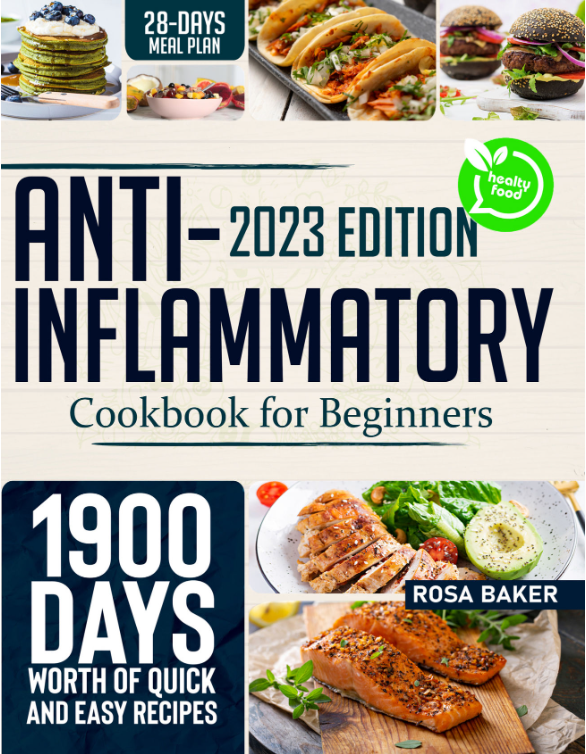 28-DAYS
MEAL PLAN
healty
food
ANTI-
2023 EDITION
INFLAMMATORY
Cookbook for Beginners
1900
DAYS
WORTH OF QUICK
AND EASY RECIPES
ROSA BAKER